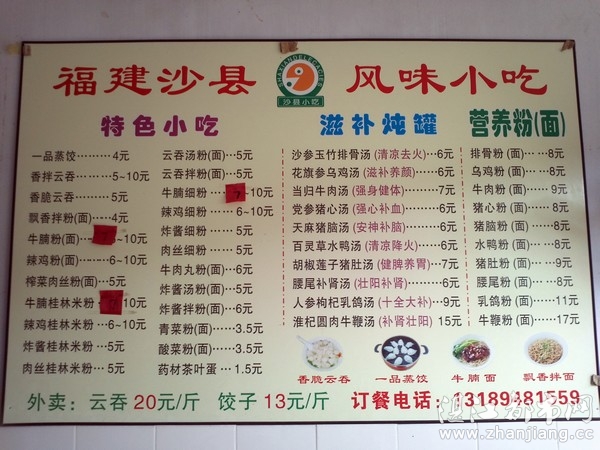 福建沙县 风味小吃
沙县小吃
特色小吃
一品蒸饺………4元
香拌云吞……5~10元
香脆云吞………5元
飘香拌粉(面)……4元
牛腩粉(面)…~10元
辣鸡粉(面)…6~10元
榨菜肉丝粉(面)…5元
牛腩桂林米粉…~10元
辣鸡桂林米粉…6~10元
炸酱桂林米粉…5元
肉丝桂林米粉…5元
云吞汤粉(面)…5元
云吞拌粉(面)…5元
牛腩细粉…7~10元
辣鸡细粉…6~10元
炸酱细粉………5元
肉丝细粉………5元
牛肉丸粉(面)…6元
炸酱汤粉(面)…5元
炸酱拌粉(面)…6元
青菜粉(面)…3.5元
酸菜粉(面)…3.5元
药材茶叶蛋…1.5元
滋补炖罐
沙参玉竹排骨汤(清凉去火)…6元
花旗参乌鸡汤(滋补养颜)……6元
当归牛肉汤(强身健体)………7元
党参猪心汤(强心补血)………6元
天麻猪脑汤(安神补脑)………6元
百灵草水鸭汤(清凉降火)……6元
胡椒莲子猪肚汤(健脾养胃)…7元
腰尾补肾汤(壮阳补肾)………6元
人参枸杞乳鸽汤(十全大补)…9元
淮杞圆肉牛鞭汤(补肾壮阳) 15元
营养粉(面)
排骨粉(面)……8元
乌鸡粉(面)……8元
牛肉粉(面)……9元
猪心粉(面)……8元
猪脑粉(面)……8元
水鸭粉(面)……8元
猪肚粉(面)……9元
腰尾粉(面)……8元
乳鸽粉(面)……11元
牛鞭粉(面)……17元
香脆云吞 一品蒸饺 牛腩面 飘香拌面
外卖：云吞20元/斤 饺子13元/斤 订餐电话：13189481559
湛江都市网
www.zhanjiang.cc